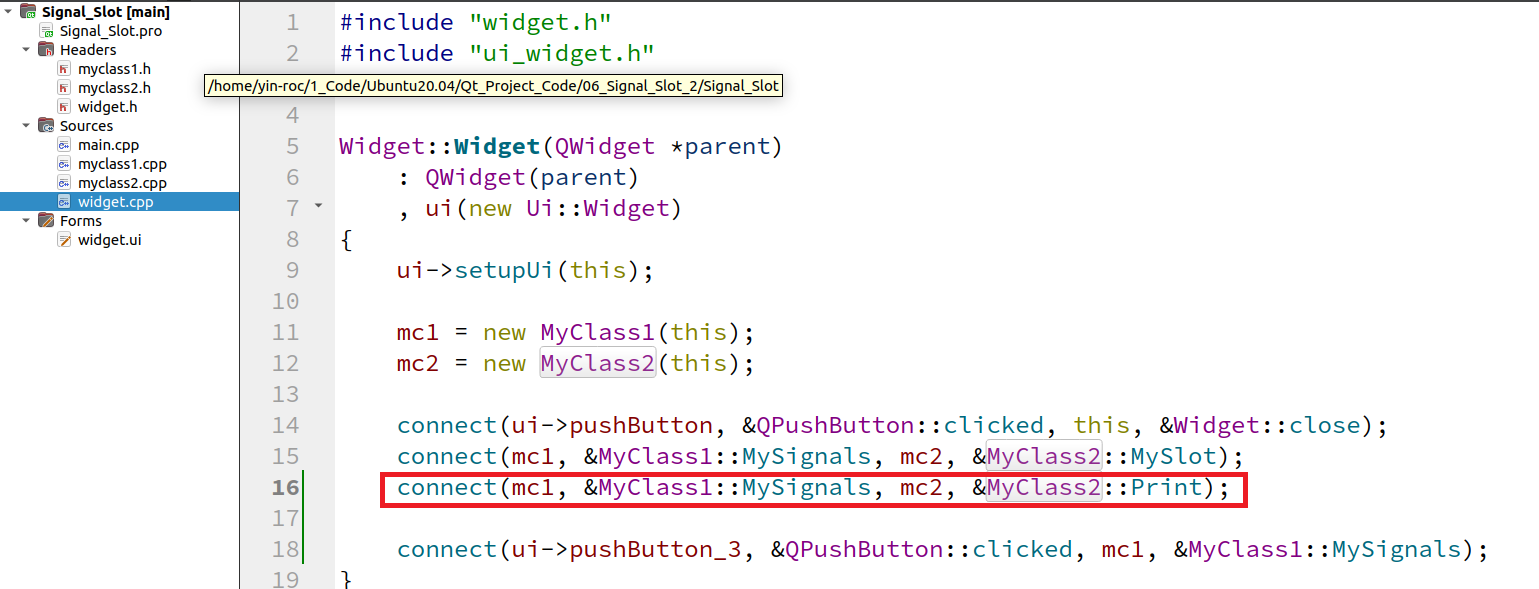 Signal_Slot [main]
Signal_Slot.pro
Headers
myclass1.h
myclass2.h
widget.h
Sources
main.cpp
myclass1.cpp
myclass2.cpp
widget.cpp
Forms
widget.ui
1 #include "widget.h"
2 #include "ui_widget.h"
/home/yin-roc/1_Code/Ubuntu20.04/Qt_Project_Code/06_Signal_Slot_2/Signal_Slot
4
5 Widget::Widget(QWidget *parent)
6     : QWidget(parent)
7     , ui(new Ui::Widget)
8 {
9     ui->setupUi(this);
10
11     mc1 = new MyClass1(this);
12     mc2 = new MyClass2(this);
13
14     connect(ui->pushButton, &QPushButton::clicked, this, &Widget::close);
15     connect(mc1, &MyClass1::MySignals, mc2, &MyClass2::MySlot);
16     connect(mc1, &MyClass1::MySignals, mc2, &MyClass2::Print);
17
18     connect(ui->pushButton_3, &QPushButton::clicked, mc1, &MyClass1::MySignals);
19 }